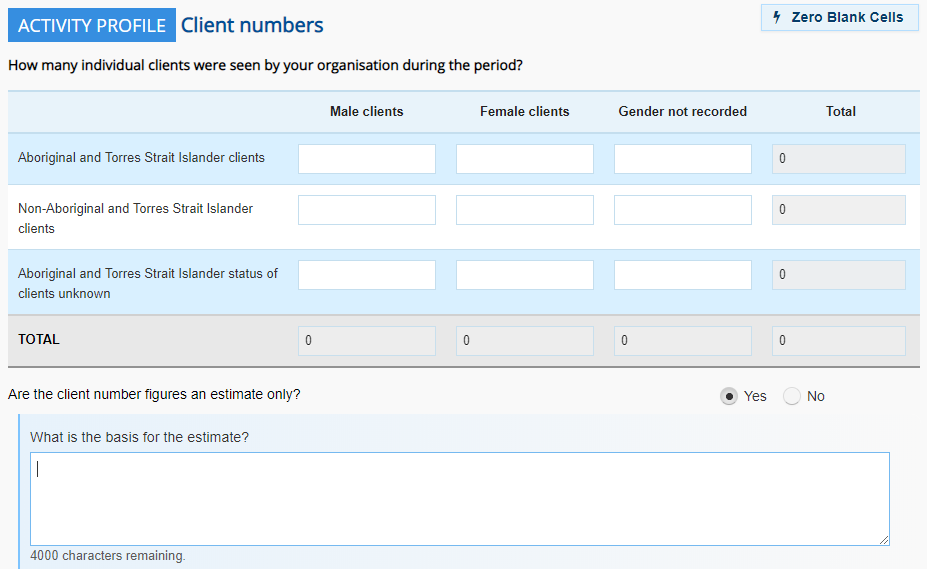 ACTIVITY PROFILE Client numbers
Zero Blank Cells
How many individual clients were seen by your organisation during the period?
Male clients Female clients Gender not recorded Total
Aboriginal and Torres Strait Islander clients 0
Non-Aboriginal and Torres Strait Islander
clients 0
Aboriginal and Torres Strait Islander status of
clients unknown 0
TOTAL 0 0 0 0
Are the client number figures an estimate only? Yes No
What is the basis for the estimate?
4000 characters remaining.